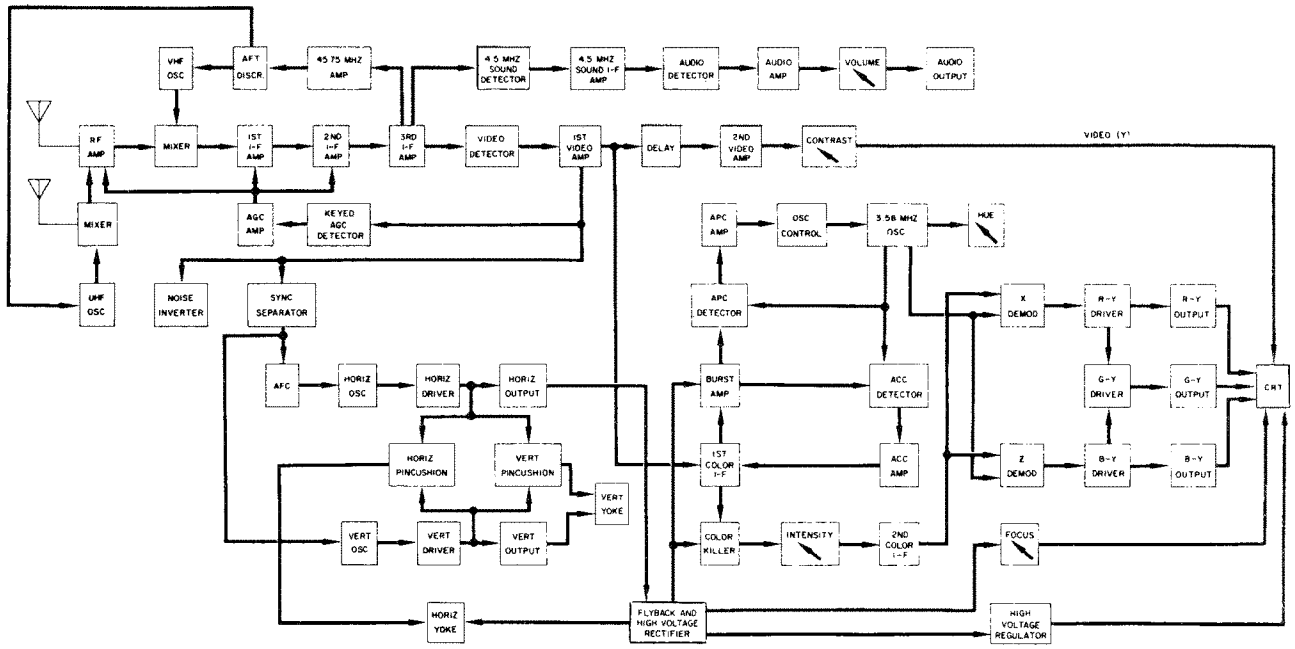 VHF
OSC
AFT
DISCR.
45.75 MHZ
AMP
4.5 MHZ
SOUND
DETECTOR
4.5 MHZ
SOUND I-F
AMP
AUDIO
DETECTOR
AUDIO
AMP
VOLUME
AUDIO
OUTPUT
RF
AMP
MIXER
1ST
I-F
AMP
2ND
I-F
AMP
3RD
I-F
AMP
VIDEO
DETECTOR
1ST
VIDEO
AMP
DELAY
2ND
VIDEO
AMP
CONTRAST
VIDEO (Y)
MIXER
AGC
AMP
KEYED
AGC
DETECTOR
APC
AMP
OSC
CONTROL
3.58 MHZ
OSC
HUE
UHF
OSC
NOISE
INVERTER
SYNC
SEPARATOR
APC
DETECTOR
X
DEMOD
R-Y
DRIVER
R-Y
OUTPUT
AFC
HORIZ
OSC
HORIZ
DRIVER
HORIZ
OUTPUT
BURST
AMP
ACC
DETECTOR
G-Y
DRIVER
G-Y
OUTPUT
CRT
HORIZ
PINCUSHION
VERT
PINCUSHION
1ST
COLOR
I-F
ACC
AMP
Z
DEMOD
B-Y
DRIVER
B-Y
OUTPUT
VERT
YOKE
VERT
OSC
VERT
DRIVER
VERT
OUTPUT
COLOR
KILLER
INTENSITY
2ND
COLOR
I-F
FOCUS
HORIZ
YOKE
FLYBACK AND
HIGH VOLTAGE
RECTIFIER
HIGH
VOLTAGE
REGULATOR